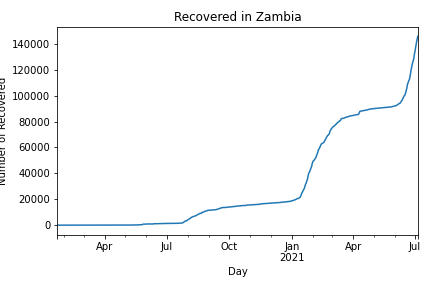 Recovered in Zambia
Number of Recovered
140000
120000
100000
80000
60000
40000
20000
0
Apr
Jul
Oct
Jan
2021
Apr
Jul
Day